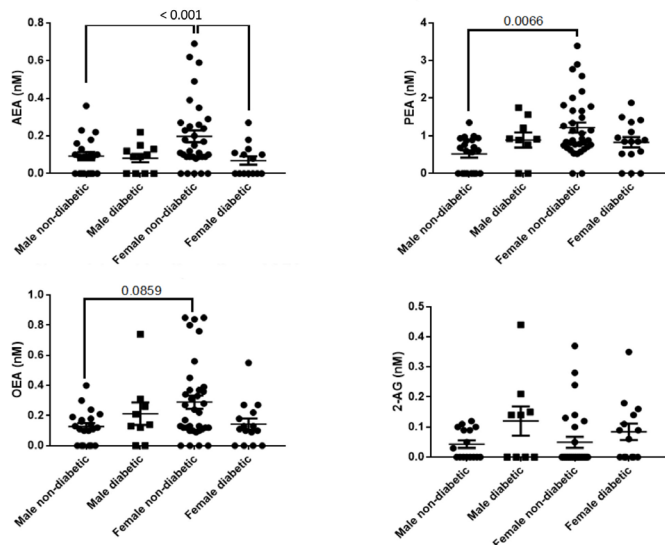 < 0.001
AEA (nM)
0.8
0.6
0.4
0.2
0.0
Male non-diabetic
Male diabetic
Female non-diabetic
Female diabetic
0.0066
PEA (nM)
4
3
2
1
0
Male non-diabetic
Male diabetic
Female non-diabetic
Female diabetic
0.0859
OEA (nM)
1.0
0.8
0.6
0.4
0.2
0.0
Male non-diabetic
Male diabetic
Female non-diabetic
Female diabetic
2-AG (nM)
0.5
0.4
0.3
0.2
0.1
0.0
Male non-diabetic
Male diabetic
Female non-diabetic
Female diabetic